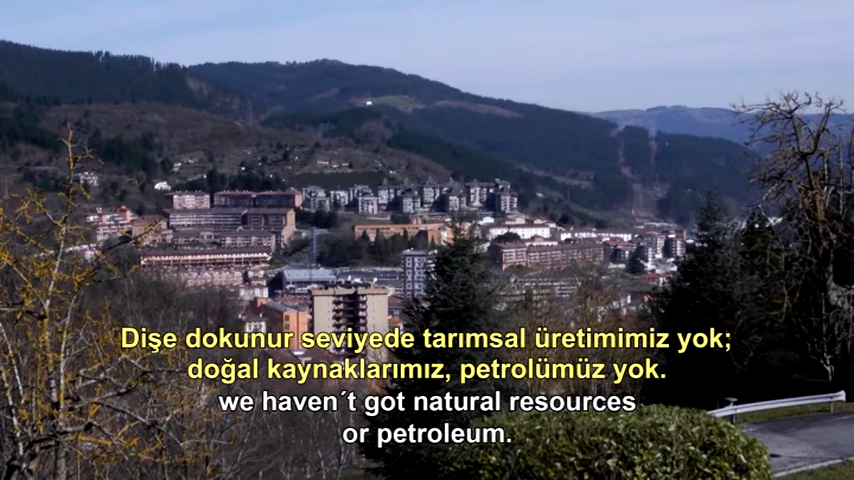 Dişe dokunur seviyede tarımsal üretimimiz yok;
doğal kaynaklarımız, petrolümüz yok.
we haven´t got natural resources
or petroleum.